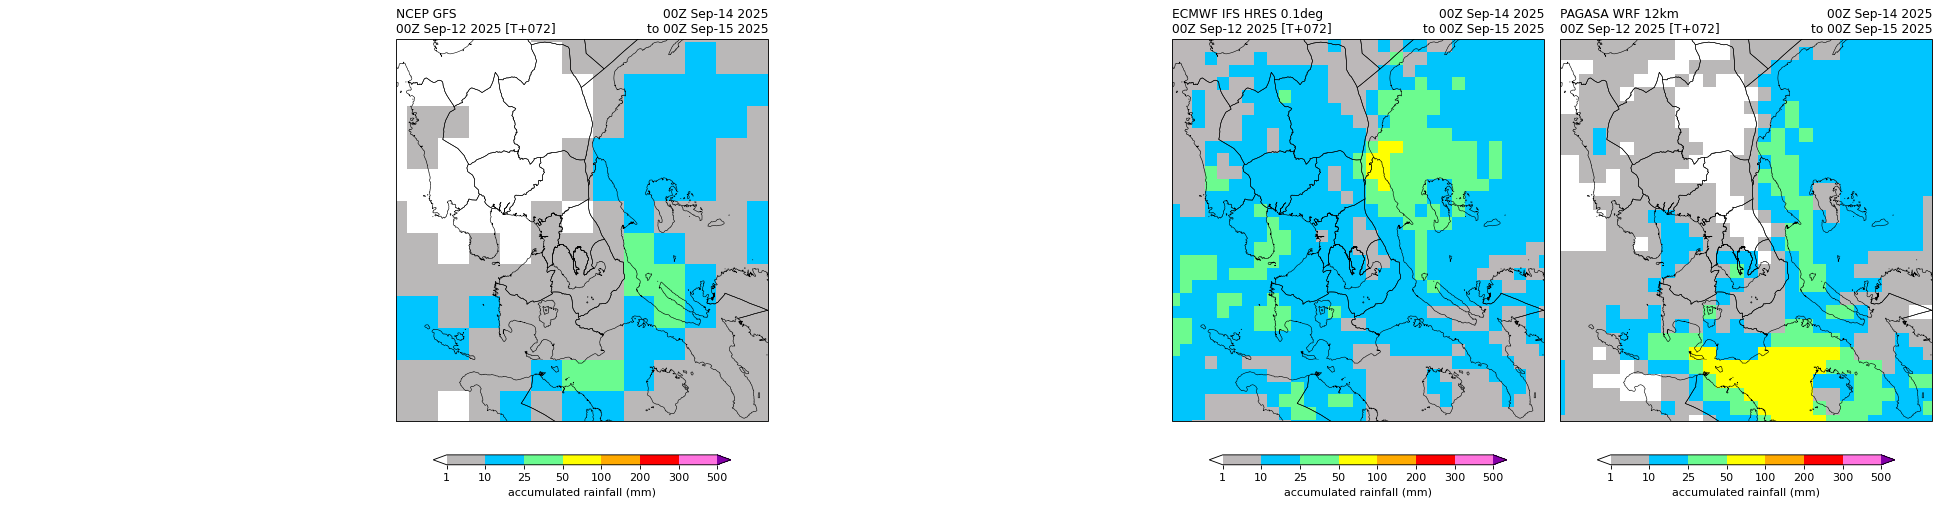 NCEP GFS 00Z Sep-14 2025
00Z Sep-12 2025 [T+072] to 00Z Sep-15 2025
1 10 25 50 100 200 300 500
accumulated rainfall (mm)
ECMWF IFS HRES 0.1deg 00Z Sep-14 2025
00Z Sep-12 2025 [T+072] to 00Z Sep-15 2025
1 10 25 50 100 200 300 500
accumulated rainfall (mm)
PAGASA WRF 12km 00Z Sep-14 2025
00Z Sep-12 2025 [T+072] to 00Z Sep-15 2025
1 10 25 50 100 200 300 500
accumulated rainfall (mm)